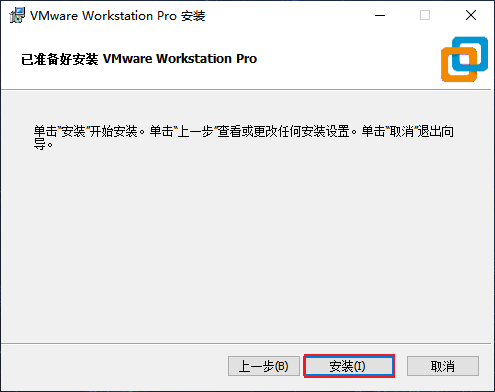 VMware Workstation Pro 安装
已准备好安装 VMware Workstation Pro
单击“安装”开始安装。单击“上一步”查看或更改任何安装设置。单击“取消”退出向
导。
上一步(B) 安装(I) 取消